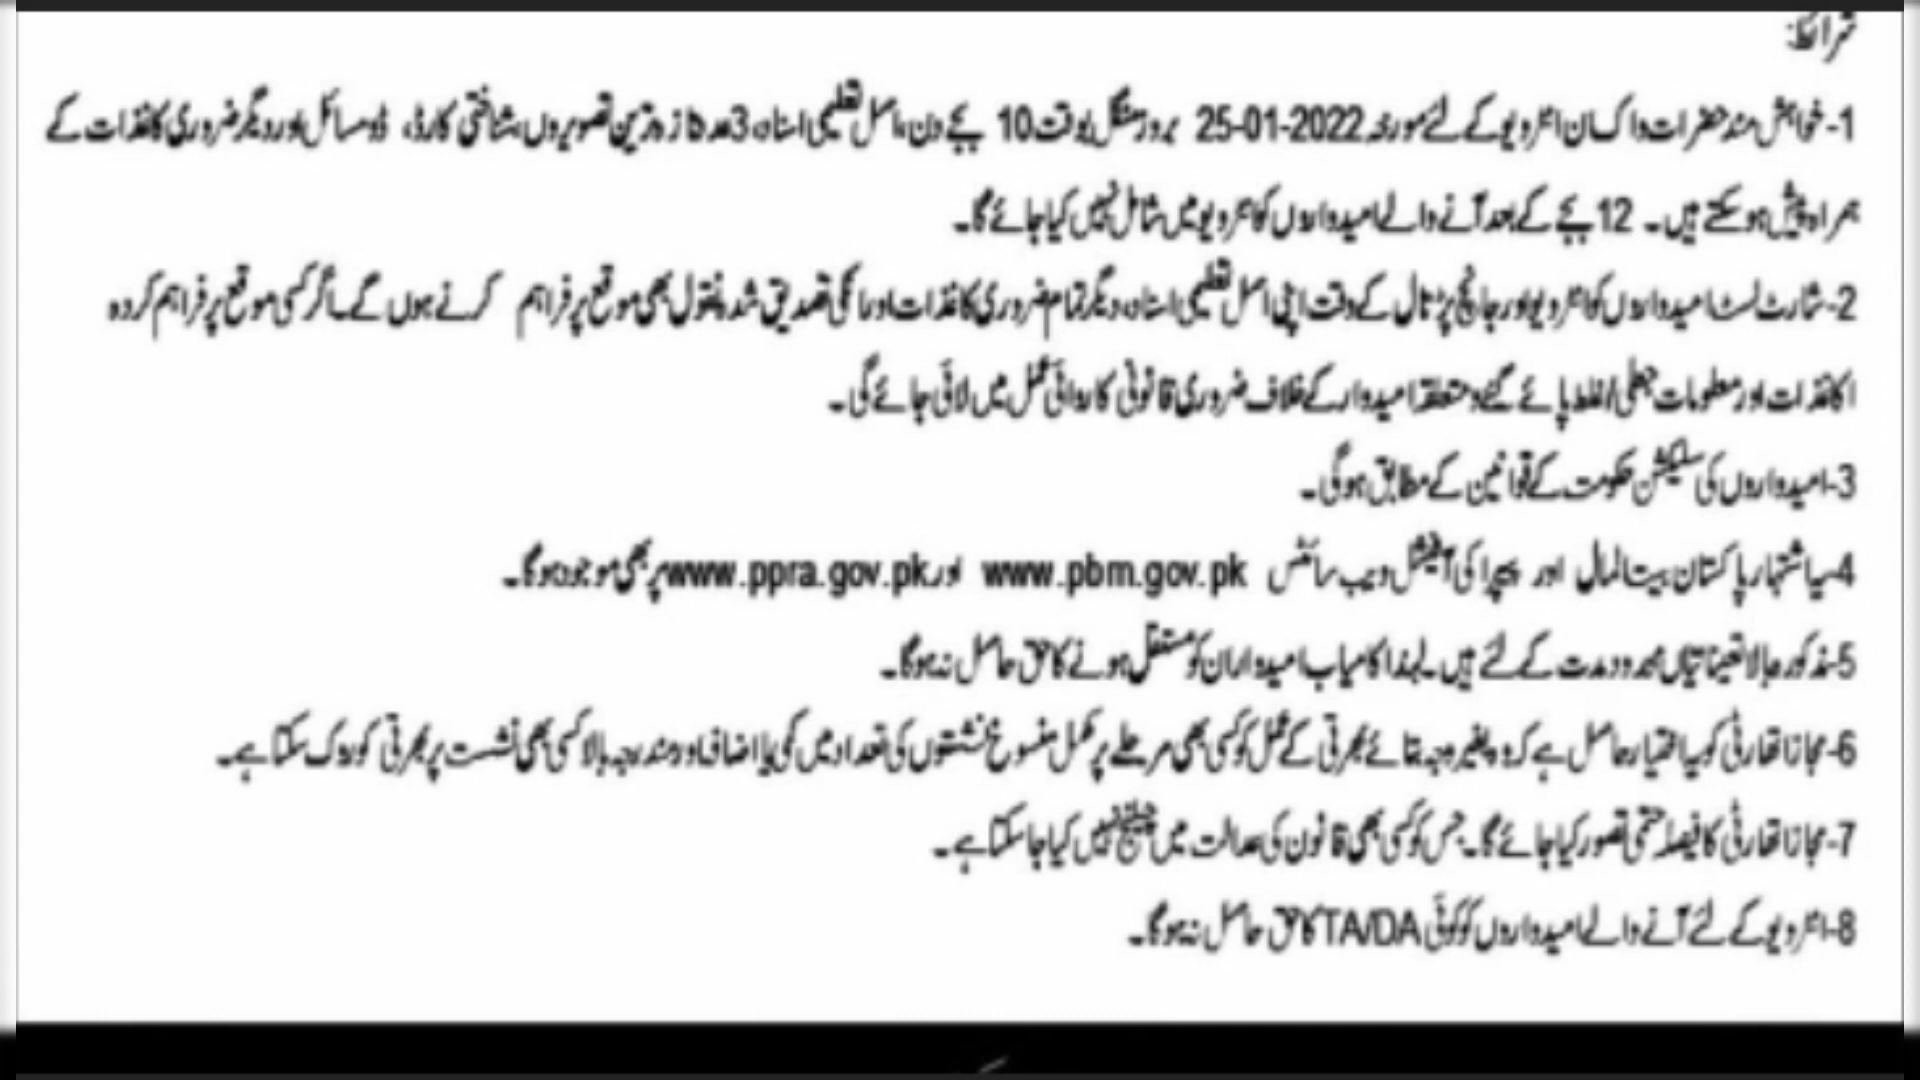 شرائط:
1-خواہش مند حضرات واک ان انٹرویو کے لئے مورخہ 25-01-2022 بروز منگل بوقت 10 بجے دن، اصل تعلیمی اسناد، 3 عدد تازہ ترین تصویروں، شناختی کارڈ، ڈومسائل اور دیگر ضروری کاغذات کے
ہمراہ پیش ہو سکتے ہیں۔ 12 بجے کے بعد آنے والے امیدواروں کو انٹرویو میں شامل نہیں کیا جائے گا۔
2-شارٹ لسٹ امیدواروں کو انٹرویو اور جانچ پڑتال کے وقت اپنی اصل تعلیمی اسناد، دیگر تمام ضروری کاغذات اور انکی تصدیق شدہ نقول بھی موقع پر فراہم کرنے ہوں گے۔ اگر کسی موقع پر فراہم کردہ
کاغذات اور معلومات جعلی/غلط پائے گئے تو متعلقہ امیدوار کے خلاف ضروری قانونی کاروائی عمل میں لائی جائے گی۔
3-امیدواروں کی سلیکشن حکومت کے قوانین کے مطابق ہوگی۔
4-یہ اشتہار پاکستان بیت المال اور پیپرا کی آفیشل ویب سائٹس www.pbm.gov.pk اور www.ppra.gov.pk پر بھی موجود ہوگا۔
5-مذکورہ بالا تعیناتیاں محدود مدت کے لئے ہیں۔ لہذا کامیاب امیدواران کو مستقل ہونے کا حق حاصل نہ ہوگا۔
6-مجاز اتھارٹی کو یہ اختیار حاصل ہے کہ وہ بغیر وجہ بتائے بھرتی کے عمل کو کسی بھی مرحلے پر مکمل منسوخ، نشستوں کی تعداد میں کمی یا اضافہ اور مندرجہ بالا کسی بھی نشست پر بھرتی کو روک سکتا ہے۔
7-مجاز اتھارٹی کا فیصلہ حتمی تصور کیا جائے گا۔ جس کو کسی بھی قانون کی عدالت میں چیلنج نہیں کیا جا سکتا ہے۔
8-انٹرویو کے لئے آنے والے امیدواروں کو کوئی TA/DA کا حق حاصل نہ ہوگا۔